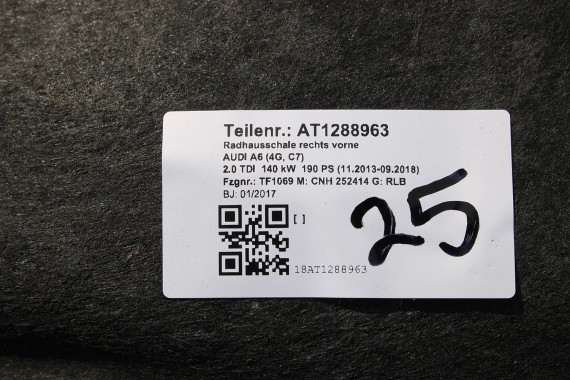 Teilenr.: AT1288963
Radhausschale rechts vorne
AUDI A6 (4G, C7)
2.0 TDI 140 kW 190 PS (11.2013-09.2018)
Fzgnr.: TF1069 M: CNH 252414 G: RLB
BJ: 01/2017
[ ]
25
18AT1288963